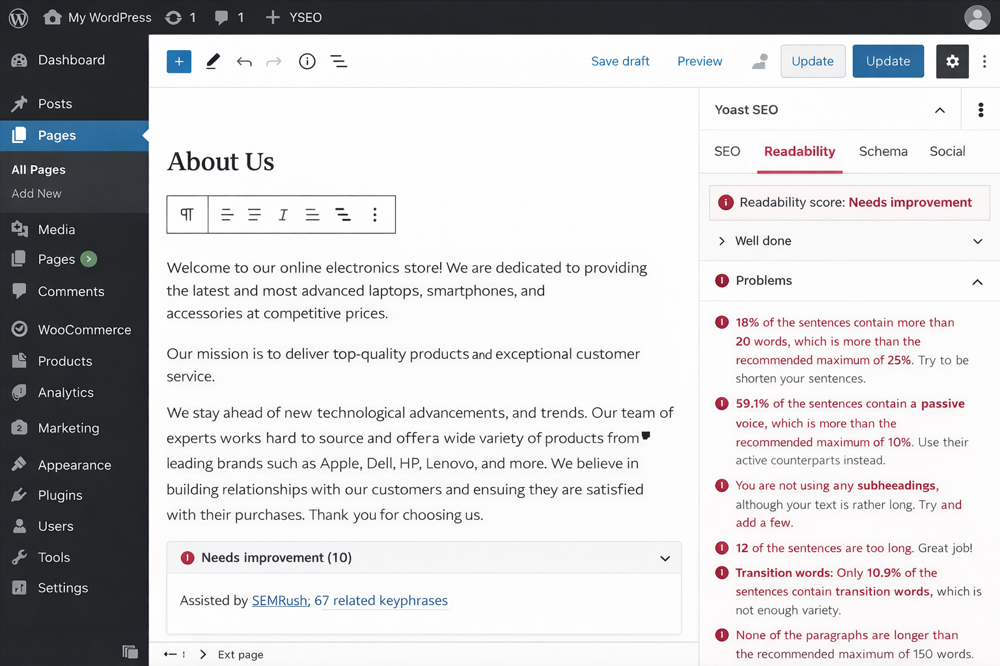 My WordPress 1 1 YSEO
Dashboard
Posts
Pages
All Pages
Add New
Media
Pages
Comments
WooCommerce
Products
Analytics
2 Marketing
Appearance
Plugins
Users
Tools
Settings
Save draft Preview Update Update
About Us
Welcome to our online electronics store! We are dedicated to providing
the latest and most advanced laptops, smartphones, and
accessories at competitive prices.
Our mission is to deliver top-quality products and exceptional customer
service.
We stay ahead of new technological advancements, and trends. Our team of
experts works hard to source and offer a wide variety of products from
leading brands such as Apple, Dell, HP, Lenovo, and more. We believe in
building relationships with our customers and ensuring they are satisfied
with their purchases. Thank you for choosing us.
Needs improvement (10)
Assisted by SEMRush; 67 related keyphrases
Ext page
Yoast SEO
SEO Readability Schema Social
Readability score: Needs improvement
Well done
Problems
18% of the sentences contain more than
20 words, which is more than the
recommended maximum of 25%. Try to be
shorten your sentences.
59.1% of the sentences contain a passive
voice, which is more than the
recommended maximum of 10%. Use their
active counterparts instead.
You are not using any subheeadings,
although your text is rather long. Try and
add a few.
12 of the sentences are too long. Great job!
Transition words: Only 10.9% of the
sentences contain transition words, which is
not enough variety.
None of the paragraphs are longer than
the recommended maximum of 150 words.